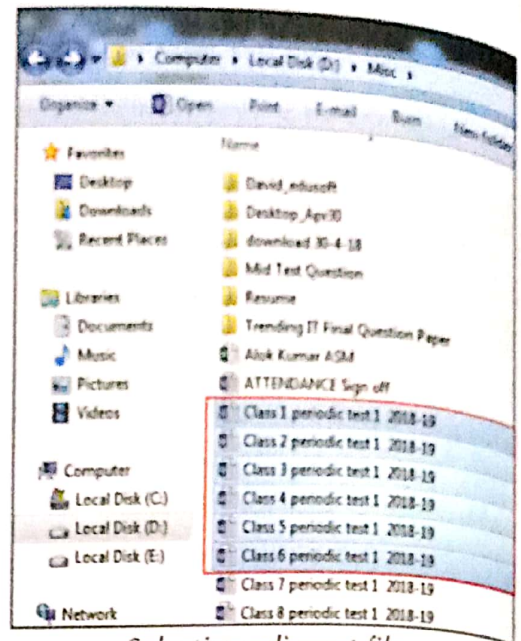 Computer Local Disk (D:) Misc
Organize Open Print E-mail Burn New folder
Name
Favorites
Desktop
Downloads
Recent Places
Libraries
Documents
Music
Pictures
Videos
Computer
Local Disk (C:)
Local Disk (D:)
Local Disk (E:)
Network
David_edusoft
Desktop_Apr30
download 30-4-18
Mid Test Question
Resume
Trending IT Final Question Paper
Alok Kumar ASM
ATTENDANCE Sign off
Class 1 periodic test 1 2018-19
Class 2 periodic test 1 2018-19
Class 3 periodic test 1 2018-19
Class 4 periodic test 1 2018-19
Class 5 periodic test 1 2018-19
Class 6 periodic test 1 2018-19
Class 7 periodic test 1 2018-19
Class 8 periodic test 1 2018-19